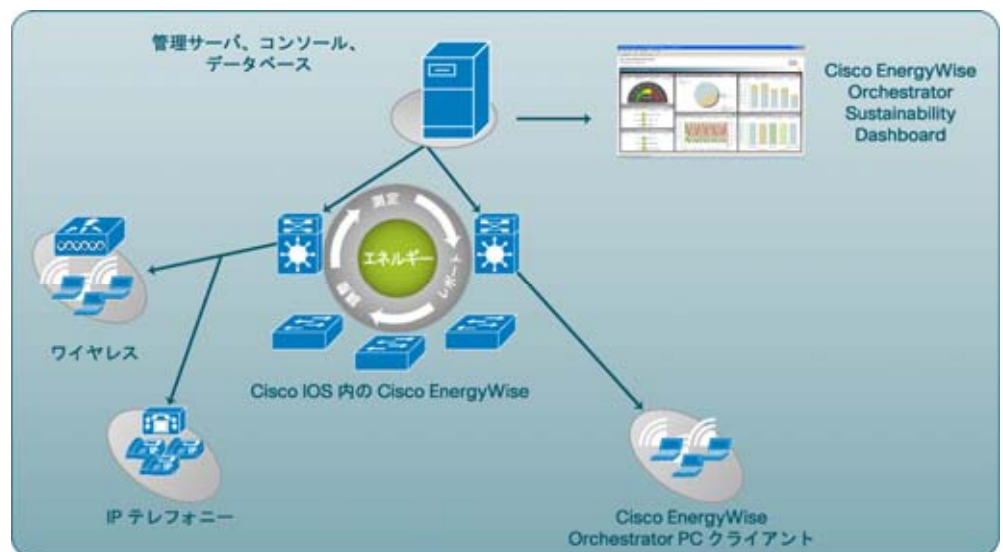 管理サーバ、コンソール、
データベース
Cisco EnergyWise
Orchestrator
Sustainability
Dashboard
測定
エネルギー
レポート
調整
ワイヤレス
Cisco IOS 内の Cisco EnergyWise
IP テレフォニー
Cisco EnergyWise
Orchestrator PC クライアント